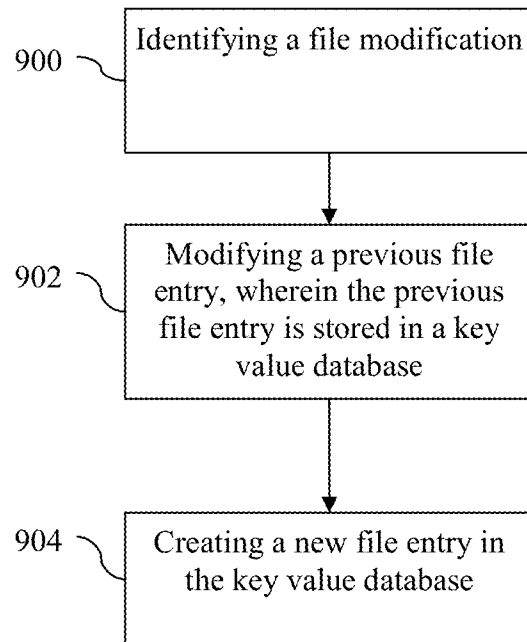 900
Identifying a file modification
902
Modifying a previous file
entry, wherein the previous
file entry is stored in a key
value database
904
Creating a new file entry in
the key value database